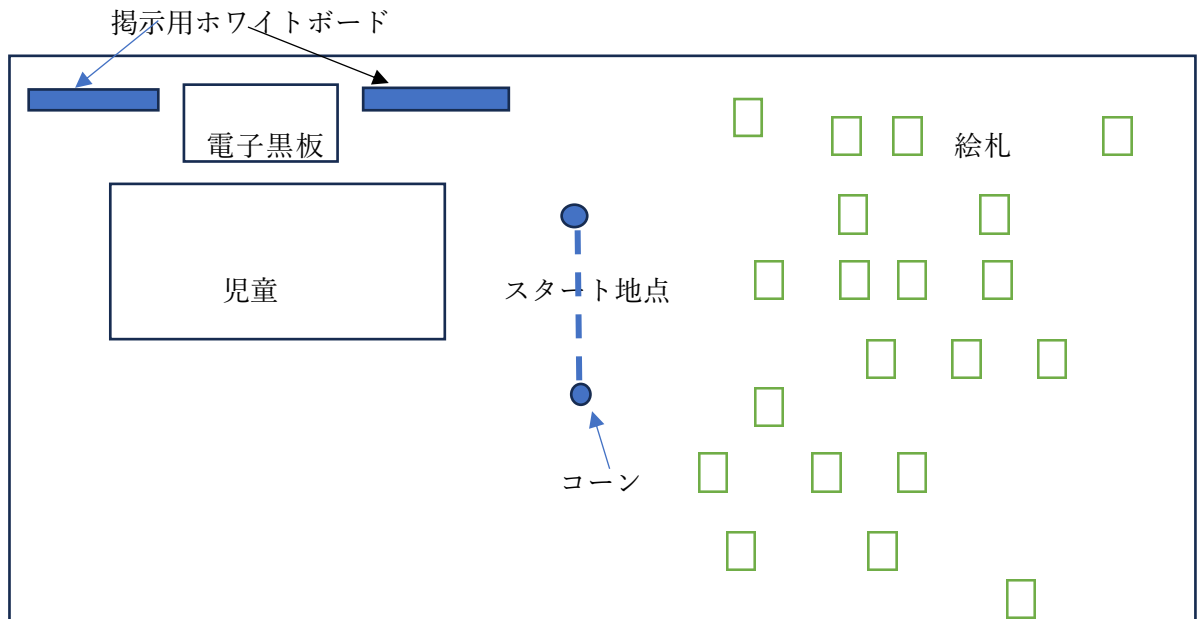 掲示用ホワイトボード
電子黒板
絵札
児童
スタート地点
コーン